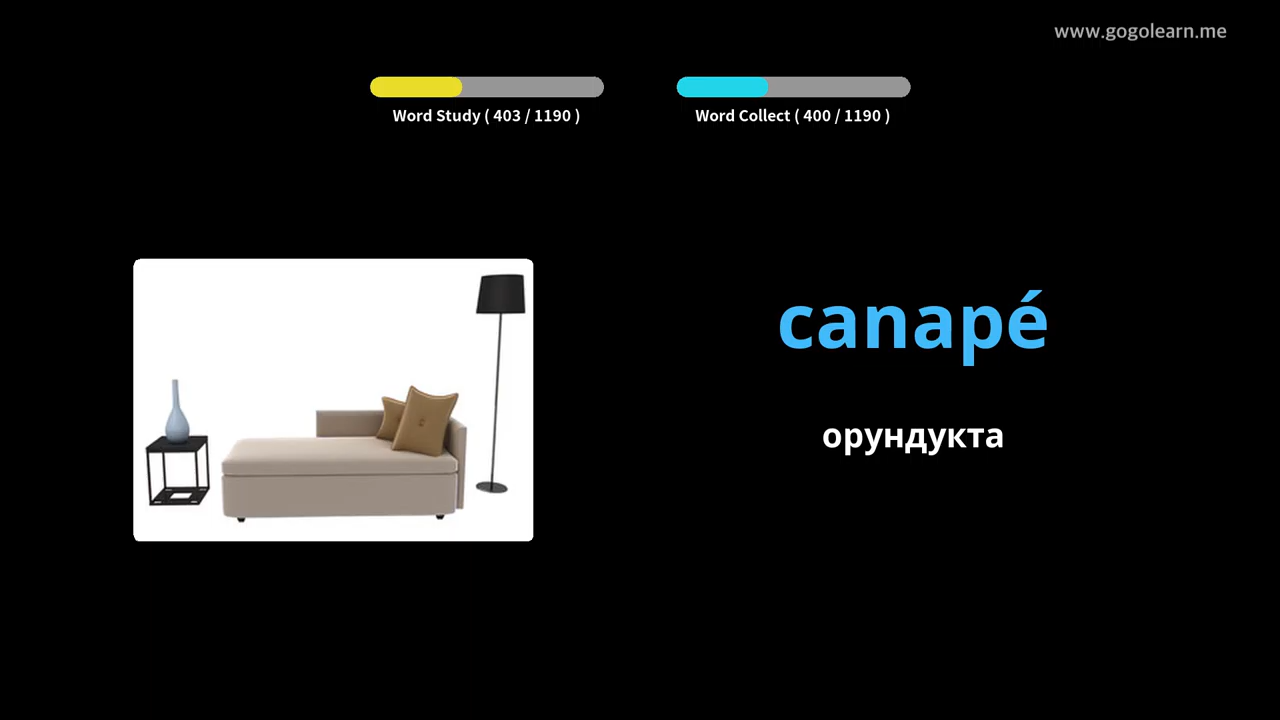 www.gogolearn.me
Word Study ( 403 / 1190 )
Word Collect ( 400 / 1190 )
canapé
орундукта